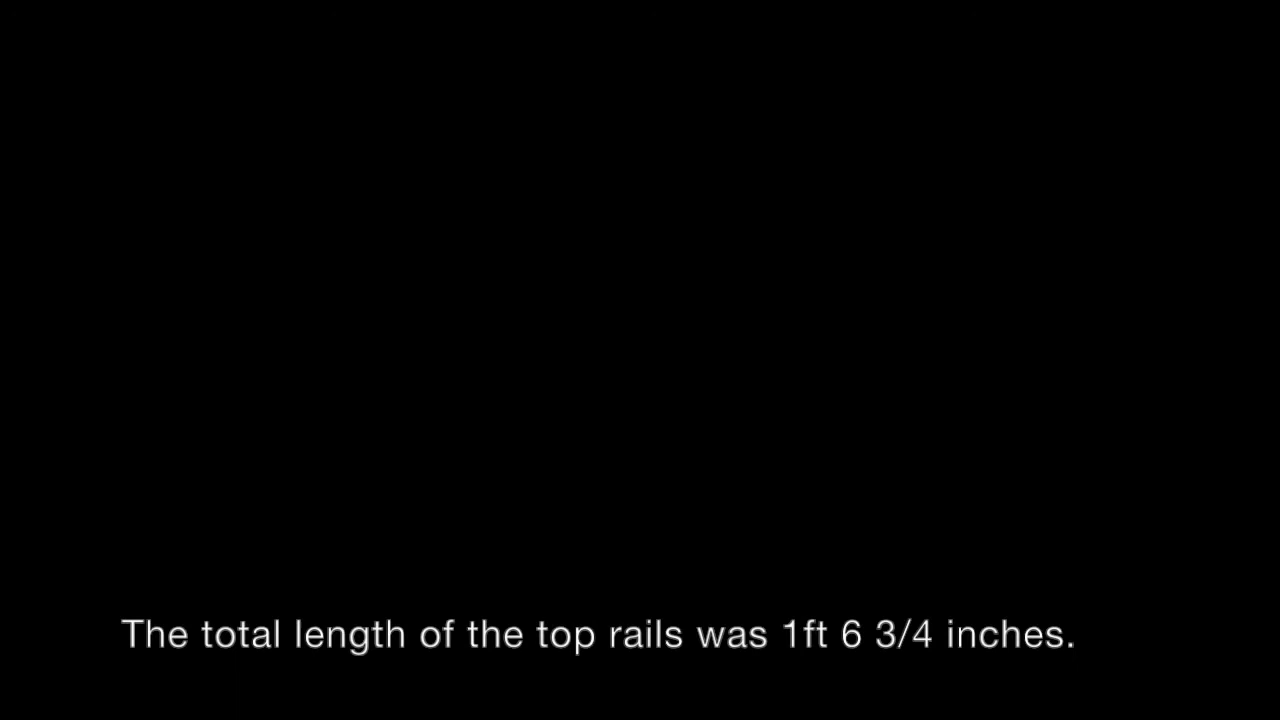 The total length of the top rails was 1ft 6 3/4 inches.